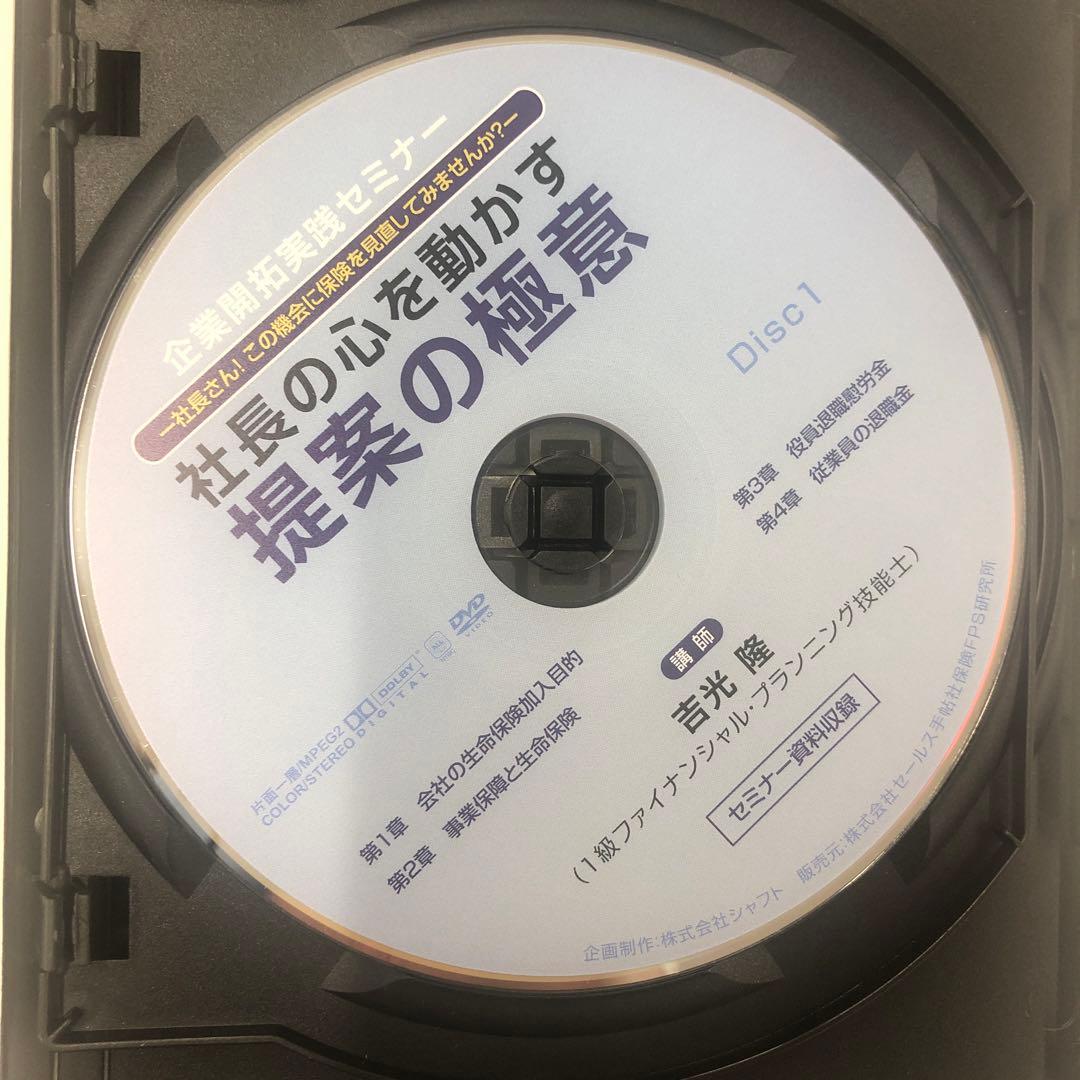 企業開拓実践セミナー
ー社長さん!この機会に保険を見直してみませんか?ー
社長の心を動かす
提案の極意
Disc1
片面一層/MPEG2
COLOR/STEREO
DOLBY
DIGITAL
ALL
NTSC
DVD
VIDEO
第1章 会社の生命保険加入目的
第2章 事業保障と生命保険
第3章 役員退職慰労金
第4章 従業員の退職金
講師
吉光 隆
(1級ファイナンシャル・プランニング技能士)
セミナー資料収録
企画制作:株式会社シャフト 販売元:株式会社セールス手帖社保険FPS研究所